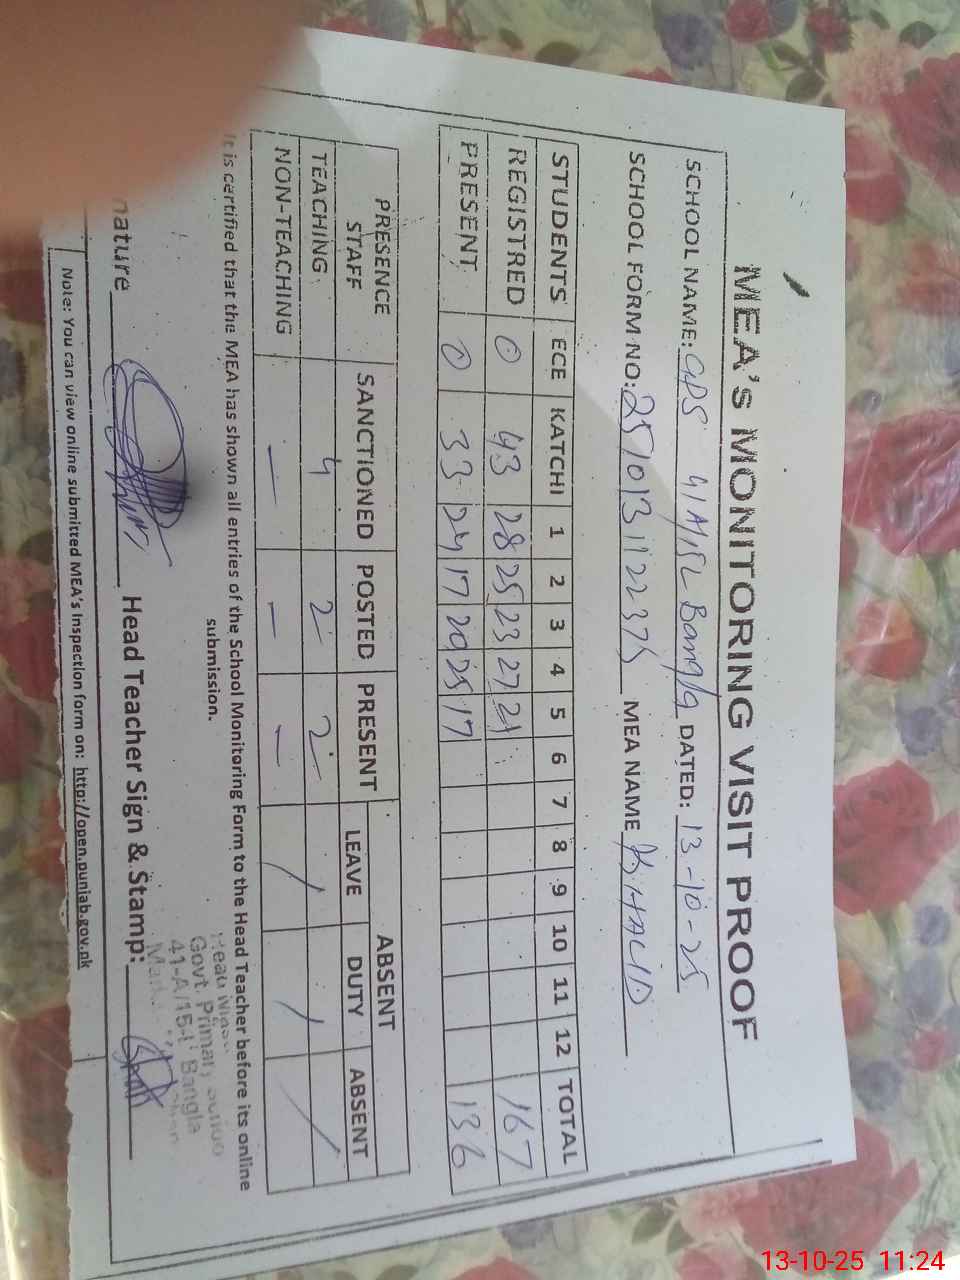 MEA'S MONITORING VISIT PROOF
SCHOOL NAME: GPS 41A/15L Bangla DATED: 13-10-25
SCHOOL FORM NO: MEA NAME KHALID
STUDENTS ECE KATCHI 1 2 3 4 5 6 7 8 9 10 11 12 TOTAL
REGISTRED 0 43 28 25 23 27 21 167
PRESENT 0 33 24 17 20 25 17 136
PRESENCE STAFF SANCTIONED POSTED PRESENT ABSENT
LEAVE DUTY ABSENT
TEACHING 4 2 2 / / /
NON-TEACHING — — —
It is certified that the MEA has shown all entries of the School Monitoring Form to the Head Teacher before its online
submission.
Head
Govt. Primary
41-A/15-L Bangla
nature Head Teacher Sign & Stamp:
Note: You can view online submitted MEA's Inspection form on: http://open.punjab.gov.pk
13-10-25 11:24